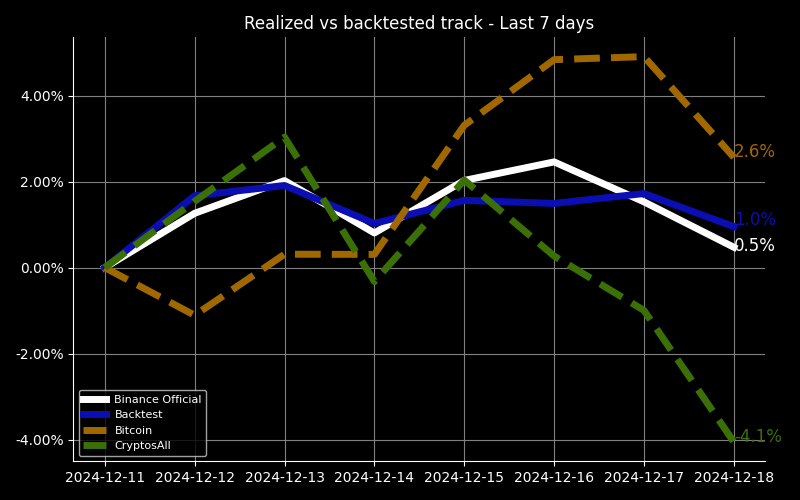 Realized vs backtested track - Last 7 days
4.00%
2.00%
0.00%
-2.00%
-4.00%
2.6%
1.0%
0.5%
-4.1%
Binance Official
Backtest
Bitcoin
CryptosAll
2024-12-11 2024-12-12 2024-12-13 2024-12-14 2024-12-15 2024-12-16 2024-12-17 2024-12-18